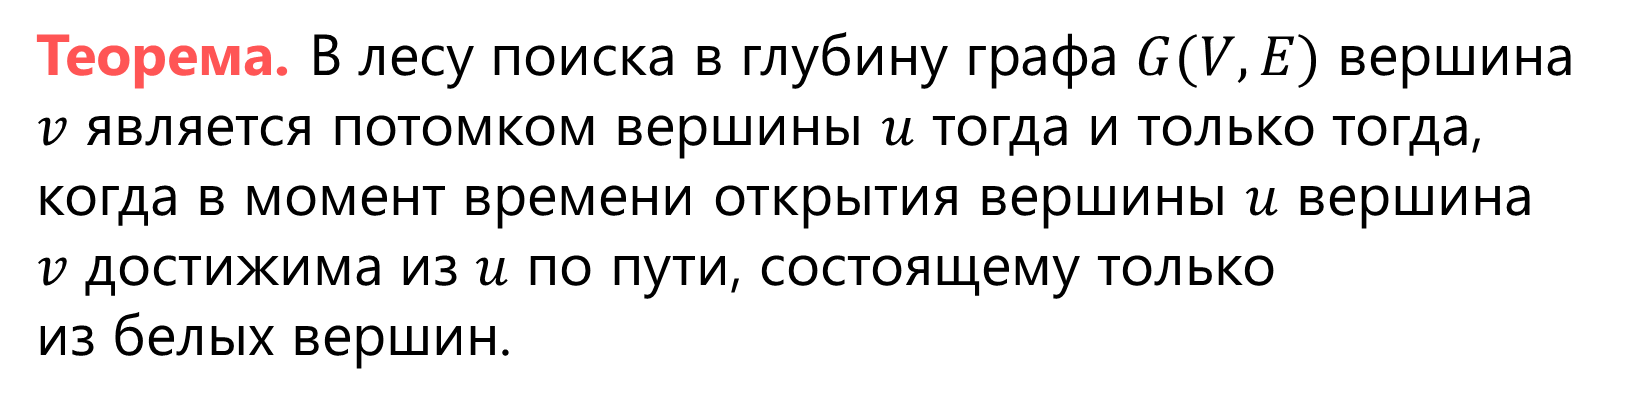 Теорема. В лесу поиска в глубину графа G(V, E) вершина
v является потомком вершины u тогда и только тогда,
когда в момент времени открытия вершины u вершина
v достижима из u по пути, состоящему только
из белых вершин.